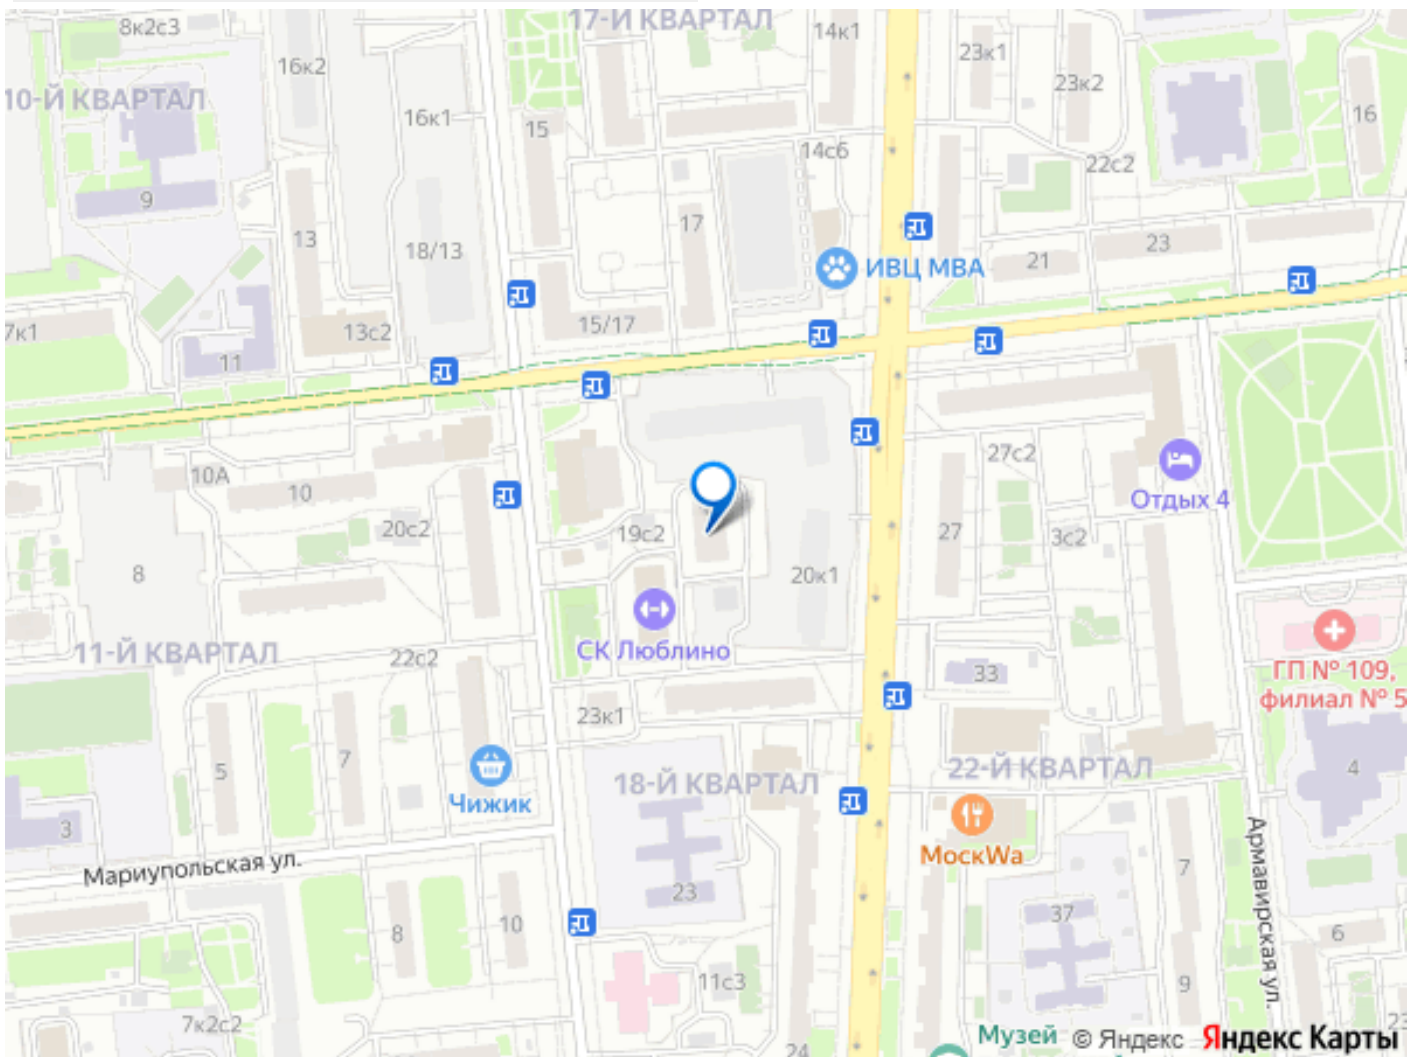 8к2с3
17-Й КВАРТАЛ
14к1
23к1
16к2
23к2
10-Й КВАРТАЛ
16к1
15
16
14с6
22с2
9
17
13
18/13
21
23
ИВЦ МВА
7к1
13с2
15/17
11
10А
10
20с2
27с2
Отдых 4
19с2
27
3с2
8
20к1
СК Люблино
11-Й КВАРТАЛ
22с2
33
ГП № 109,
филиал № 5
23к1
5
7
18-Й КВАРТАЛ
22-Й КВАРТАЛ
4
Чижик
3
МоскWa
Мариупольская ул.
7
Армавирская ул.
23
37
8
10
6
11с3
9
7к2с2
24
Музей
© Яндекс
Яндекс Карты
23